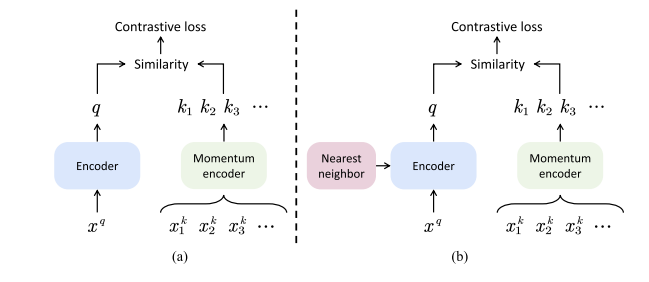 Contrastive loss
Similarity
q
k₁ k₂ k₃ ⋯
Encoder
Momentum
encoder
x^q
x₁^k x₂^k x₃^k ⋯
(a)
Contrastive loss
Similarity
q
k₁ k₂ k₃ ⋯
Nearest
neighbor
Encoder
Momentum
encoder
x^q
x₁^k x₂^k x₃^k ⋯
(b)